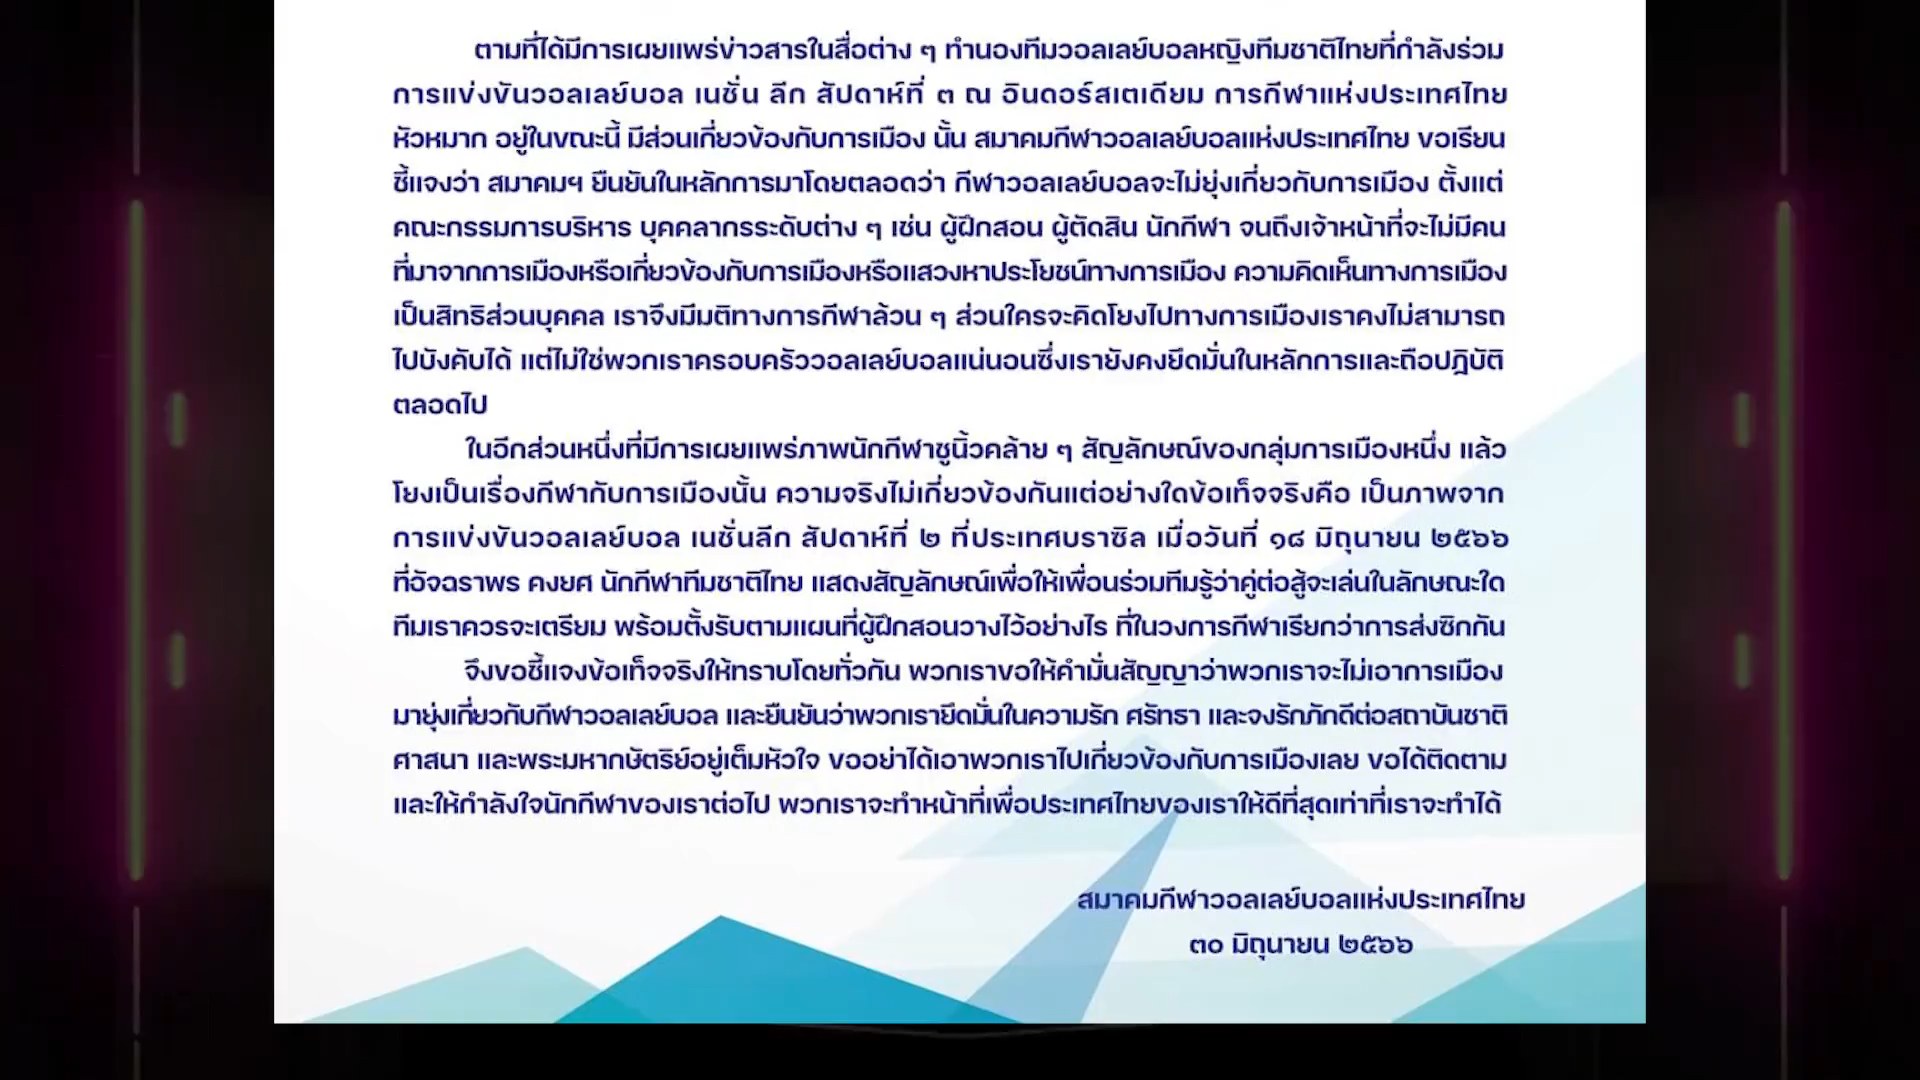 ตามที่ได้มีการเผยแพร่ข่าวสารในสื่อต่าง ๆ ทำนองทีมวอลเลย์บอลหญิงทีมชาติไทยที่กำลังร่วม
การแข่งขันวอลเลย์บอล เนชั่น ลีก สัปดาห์ที่ ๓ ณ อินดอร์สเตเดียม การกีฬาแห่งประเทศไทย
หัวหมาก อยู่ในขณะนี้ มีส่วนเกี่ยวข้องกับการเมือง นั้น สมาคมกีฬาวอลเลย์บอลแห่งประเทศไทย ขอเรียน
ชี้แจงว่า สมาคมฯ ยืนยันในหลักการมาโดยตลอดว่า กีฬาวอลเลย์บอลจะไม่ยุ่งเกี่ยวกับการเมือง ตั้งแต่
คณะกรรมการบริหาร บุคคลากรระดับต่าง ๆ เช่น ผู้ฝึกสอน ผู้ตัดสิน นักกีฬา จนถึงเจ้าหน้าที่จะไม่มีคน
ที่มาจากการเมืองหรือเกี่ยวข้องกับการเมืองหรือแสวงหาประโยชน์ทางการเมือง ความคิดเห็นทางการเมือง
เป็นสิทธิส่วนบุคคล เราจึงมีมติทางการกีฬาล้วน ๆ ส่วนใครจะคิดโยงไปทางการเมืองเราคงไม่สามารถ
ไปบังคับได้ แต่ไม่ใช่พวกเราครอบครัววอลเลย์บอลแน่นอนซึ่งเรายังคงยึดมั่นในหลักการและถือปฎิบัติ
ตลอดไป
ในอีกส่วนหนึ่งที่มีการเผยแพร่ภาพนักกีฬาชูนิ้วคล้าย ๆ สัญลักษณ์ของกลุ่มการเมืองหนึ่ง แล้ว
โยงเป็นเรื่องกีฬากับการเมืองนั้น ความจริงไม่เกี่ยวข้องกันแต่อย่างใดข้อเท็จจริงคือ เป็นภาพจาก
การแข่งขันวอลเลย์บอล เนชั่นลีก สัปดาห์ที่ ๒ ที่ประเทศบราซิล เมื่อวันที่ ๑๘ มิถุนายน ๒๕๖๖
ที่อัจฉราพร คงยศ นักกีฬาทีมชาติไทย แสดงสัญลักษณ์เพื่อให้เพื่อนร่วมทีมรู้ว่าคู่ต่อสู้จะเล่นในลักษณะใด
ทีมเราควรจะเตรียม พร้อมตั้งรับตามแผนที่ผู้ฝึกสอนวางไว้อย่างไร ที่ในวงการกีฬาเรียกว่าการส่งซิกกัน
จึงขอชี้แจงข้อเท็จจริงให้ทราบโดยทั่วกัน พวกเราขอให้คำมั่นสัญญาว่าพวกเราจะไม่เอาการเมือง
มายุ่งเกี่ยวกับกีฬาวอลเลย์บอล และยืนยันว่าพวกเรายึดมั่นในความรัก ศรัทธา และจงรักภักดีต่อสถาบันชาติ
ศาสนา และพระมหากษัตริย์อยู่เต็มหัวใจ ขออย่าได้เอาพวกเราไปเกี่ยวข้องกับการเมืองเลย ขอได้ติดตาม
และให้กำลังใจนักกีฬาของเราต่อไป พวกเราจะทำหน้าที่เพื่อประเทศไทยของเราให้ดีที่สุดเท่าที่เราจะทำได้
สมาคมกีฬาวอลเลย์บอลแห่งประเทศไทย
๓๐ มิถุนายน ๒๕๖๖